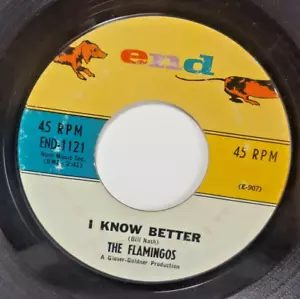 end
45 RPM
END-1121
45 RPM
(E-907)
I KNOW BETTER
(Bill Nash)
THE FLAMINGOS
A Glover-Goldner Production